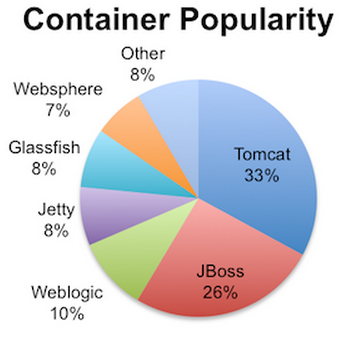 Container Popularity
Other
8%
Websphere
7%
Glassfish
8%
Jetty
8%
Weblogic
10%
Tomcat
33%
JBoss
26%